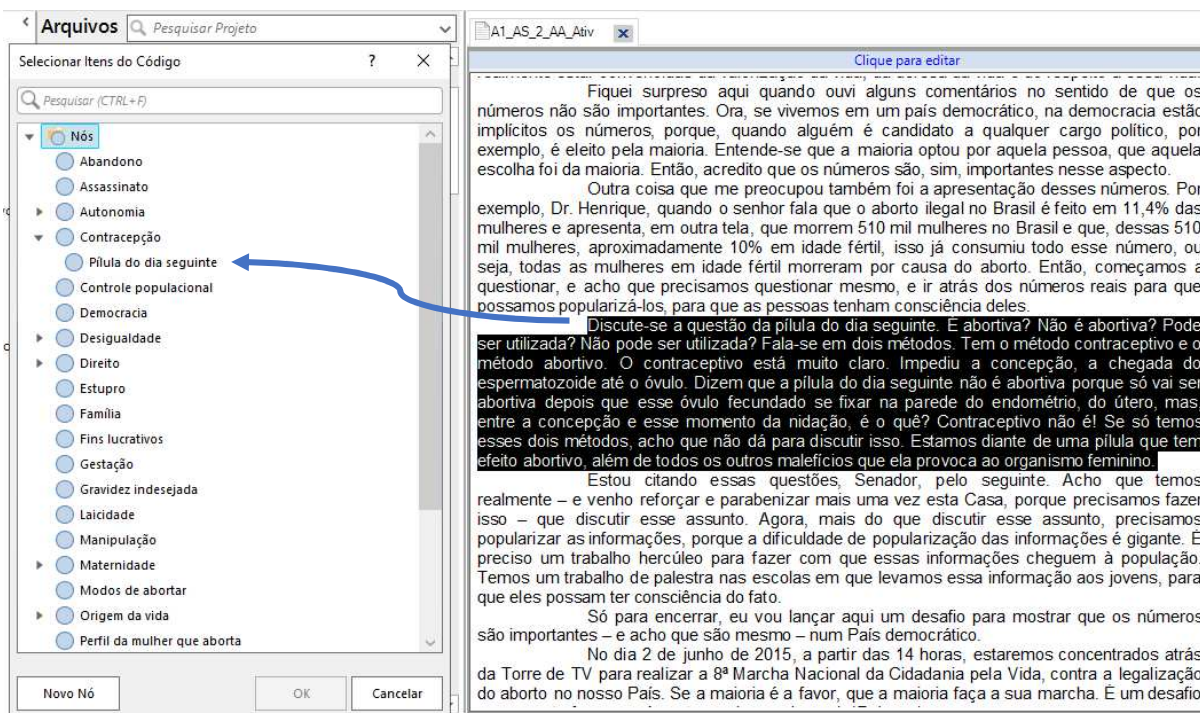 Arquivos
Pesquisar Projeto
Selecionar Itens do Código
?
Pesquisar (CTRL+F)
Nós
Abandono
Assassinato
Autonomia
Contracepção
Pílula do dia seguinte
Controle populacional
Democracia
Desigualdade
Direito
Estupro
Família
Fins lucrativos
Gestação
Gravidez indesejada
Laicidade
Manipulação
Maternidade
Modos de abortar
Origem da vida
Perfil da mulher que aborta
Novo Nó
OK
Cancelar
A1_AS_2_AA_Ativ
Clique para editar
Fiquei surpreso aqui quando ouvi alguns comentários no sentido de que os
números não são importantes. Ora, se vivemos em um país democrático, na democracia estão
implícitos os números, porque, quando alguém é candidato a qualquer cargo político, por
exemplo, é eleito pela maioria. Entende-se que a maioria optou por aquela pessoa, que aquela
escolha foi da maioria. Então, acredito que os números são, sim, importantes nesse aspecto.
Outra coisa que me preocupou também foi a apresentação desses números. Por
exemplo, Dr. Henrique, quando o senhor fala que o aborto ilegal no Brasil é feito em 11,4% das
mulheres e apresenta, em outra tela, que morrem 510 mil mulheres no Brasil e que, dessas 510
mil mulheres, aproximadamente 10% em idade fértil, isso já consumiu todo esse número, ou
seja, todas as mulheres em idade fértil morreram por causa do aborto. Então, começamos a
questionar, e acho que precisamos questionar mesmo, e ir atrás dos números reais para que
possamos popularizá-los, para que as pessoas tenham consciência deles.
Discute-se a questão da pílula do dia seguinte. É abortiva? Não é abortiva? Pode
ser utilizada? Não pode ser utilizada? Fala-se em dois métodos. Tem o método contraceptivo e o
método abortivo. O contraceptivo está muito claro. Impediu a concepção, a chegada do
espermatozoide até o óvulo. Dizem que a pílula do dia seguinte não é abortiva porque só vai ser
abortiva depois que esse óvulo fecundado se fixar na parede do endométrio, do útero, mas,
entre a concepção e esse momento da nidação, é o quê? Contraceptivo não é! Se só temos
esses dois métodos, acho que não dá para discutir isso. Estamos diante de uma pílula que tem
efeito abortivo, além de todos os outros malefícios que ela provoca ao organismo feminino.
Estou citando essas questões, Senador, pelo seguinte. Acho que temos
realmente – e venho reforçar e parabenizar mais uma vez esta Casa, porque precisamos fazer
isso – que discutir esse assunto. Agora, mais do que discutir esse assunto, precisamos
popularizar as informações, porque a dificuldade de popularização das informações é gigante. É
preciso um trabalho hercúleo para fazer com que essas informações cheguem à população.
Temos um trabalho de palestra nas escolas em que levamos essa informação aos jovens, para
que eles possam ter consciência do fato.
Só para encerrar, eu vou lançar aqui um desafio para mostrar que os números
são importantes – e acho que são mesmo – num País democrático.
No dia 2 de junho de 2015, a partir das 14 horas, estaremos concentrados atrás
da Torre de TV para realizar a 8ª Marcha Nacional da Cidadania pela Vida, contra a legalização
do aborto no nosso País. Se a maioria é a favor, que a maioria faça a sua marcha. É um desafio